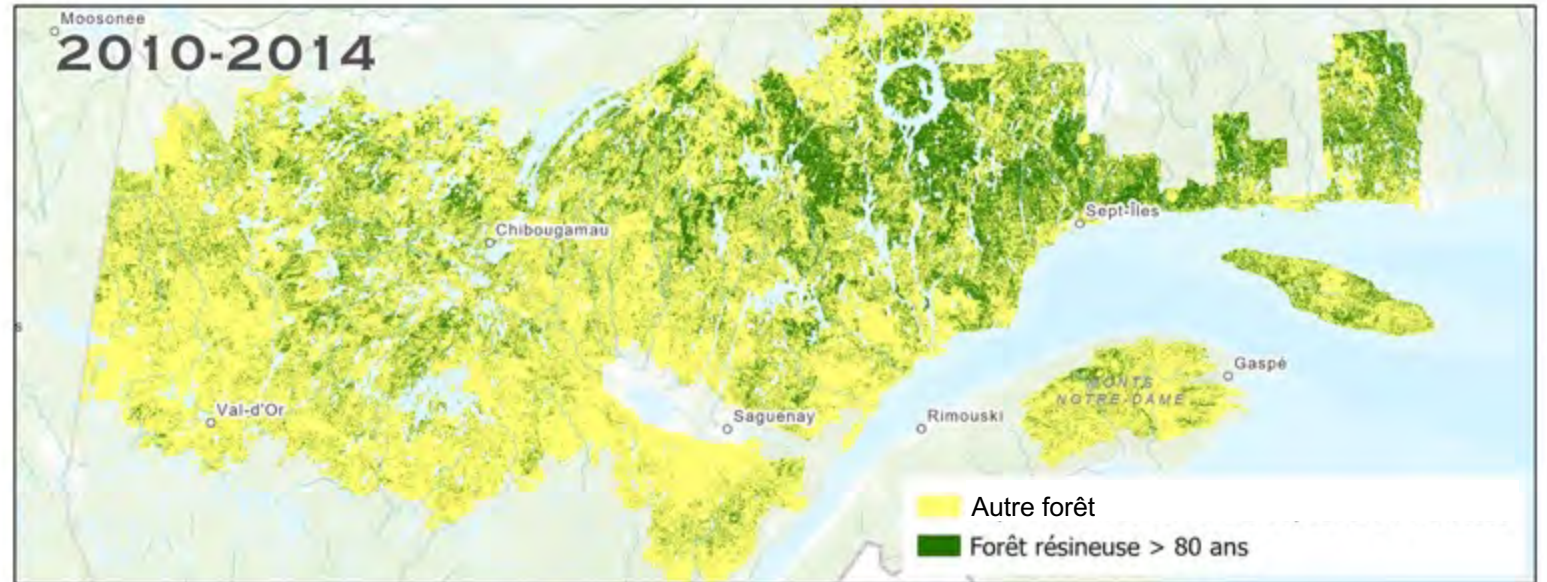 Moosonee
2010-2014
Sept-Îles
Chibougamau
s
Gaspé
MONTS
NOTRE-DAME
Val-d'Or
Saguenay
Rimouski
Autre forêt
Forêt résineuse > 80 ans